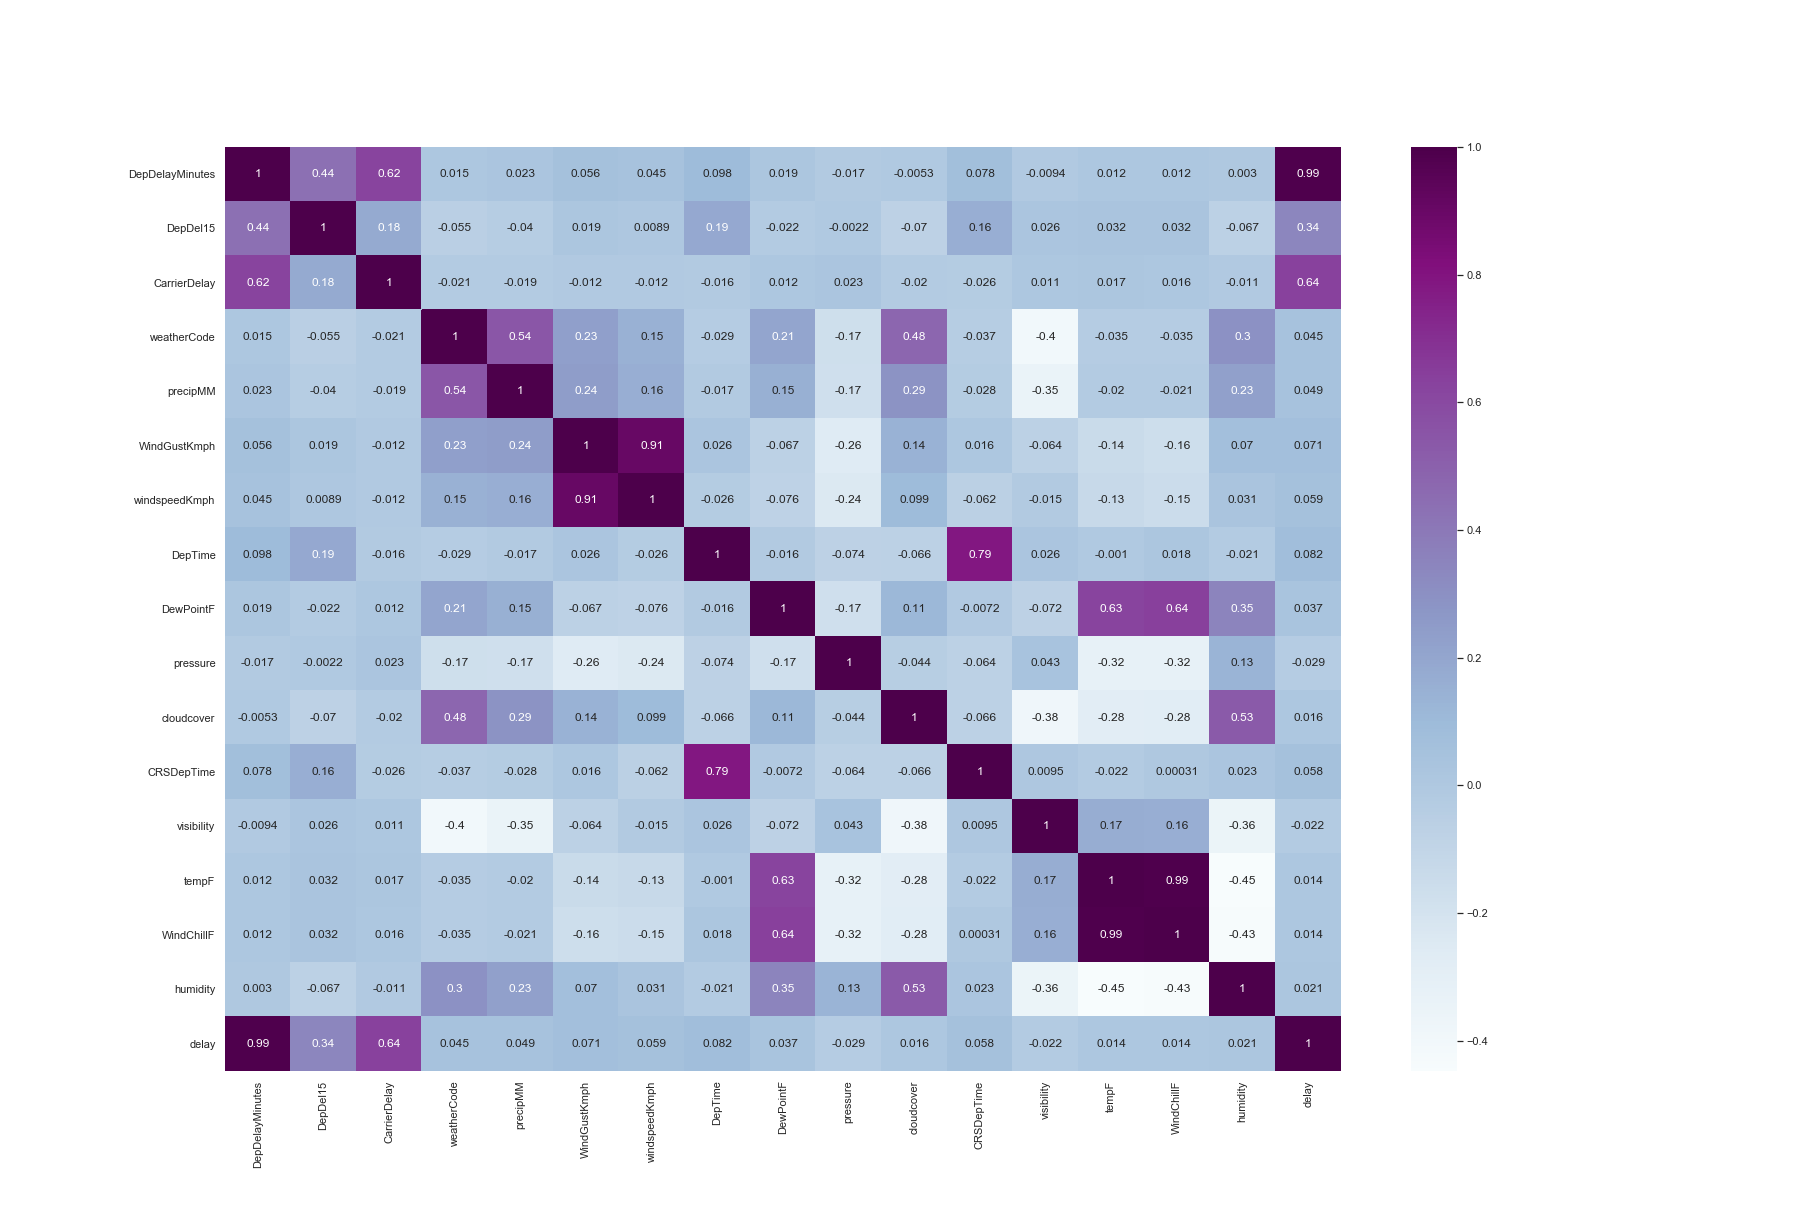 DepDelayMinutes 1 0.44 0.62 0.015 0.023 0.056 0.045 0.098 0.019 -0.017 -0.0053 0.078 -0.0094 0.012 0.012 0.003 0.99
DepDel15 0.44 1 0.18 -0.055 -0.04 0.019 0.0089 0.19 -0.022 -0.0022 -0.07 0.16 0.026 0.032 0.032 -0.067 0.34
CarrierDelay 0.62 0.18 1 -0.021 -0.019 -0.012 -0.012 -0.016 0.012 0.023 -0.02 -0.026 0.011 0.017 0.016 -0.011 0.64
weatherCode 0.015 -0.055 -0.021 1 0.54 0.23 0.15 -0.029 0.21 -0.17 0.48 -0.037 -0.4 -0.035 -0.035 0.3 0.045
precipMM 0.023 -0.04 -0.019 0.54 1 0.24 0.16 -0.017 0.15 -0.17 0.29 -0.028 -0.35 -0.02 -0.021 0.23 0.049
WindGustKmph 0.056 0.019 -0.012 0.23 0.24 1 0.91 0.026 -0.067 -0.26 0.14 0.016 -0.064 -0.14 -0.16 0.07 0.071
windspeedKmph 0.045 0.0089 -0.012 0.15 0.16 0.91 1 -0.026 -0.076 -0.24 0.099 -0.062 -0.015 -0.13 -0.15 0.031 0.059
DepTime 0.098 0.19 -0.016 -0.029 -0.017 0.026 -0.026 1 -0.016 -0.074 -0.066 0.79 0.026 -0.001 0.018 -0.021 0.082
DewPointF 0.019 -0.022 0.012 0.21 0.15 -0.067 -0.076 -0.016 1 -0.17 0.11 -0.0072 -0.072 0.63 0.64 0.35 0.037
pressure -0.017 -0.0022 0.023 -0.17 -0.17 -0.26 -0.24 -0.074 -0.17 1 -0.044 -0.064 0.043 -0.32 -0.32 0.13 -0.029
cloudcover -0.0053 -0.07 -0.02 0.48 0.29 0.14 0.099 -0.066 0.11 -0.044 1 -0.066 -0.38 -0.28 -0.28 0.53 0.016
CRSDepTime 0.078 0.16 -0.026 -0.037 -0.028 0.016 -0.062 0.79 -0.0072 -0.064 -0.066 1 0.0095 -0.022 0.00031 0.023 0.058
visibility -0.0094 0.026 0.011 -0.4 -0.35 -0.064 -0.015 0.026 -0.072 0.043 -0.38 0.0095 1 0.17 0.16 -0.36 -0.022
tempF 0.012 0.032 0.017 -0.035 -0.02 -0.14 -0.13 -0.001 0.63 -0.32 -0.28 -0.022 0.17 1 0.99 -0.45 0.014
WindChillF 0.012 0.032 0.016 -0.035 -0.021 -0.16 -0.15 0.018 0.64 -0.32 -0.28 0.00031 0.16 0.99 1 -0.43 0.014
humidity 0.003 -0.067 -0.011 0.3 0.23 0.07 0.031 -0.021 0.35 0.13 0.53 0.023 -0.36 -0.45 -0.43 1 0.021
delay 0.99 0.34 0.64 0.045 0.049 0.071 0.059 0.082 0.037 -0.029 0.016 0.058 -0.022 0.014 0.014 0.021 1
DepDelayMinutes DepDel15 CarrierDelay weatherCode precipMM WindGustKmph windspeedKmph DepTime DewPointF pressure cloudcover CRSDepTime visibility tempF WindChillF humidity delay
1.0
0.8
0.6
0.4
0.2
0.0
−0.2
−0.4